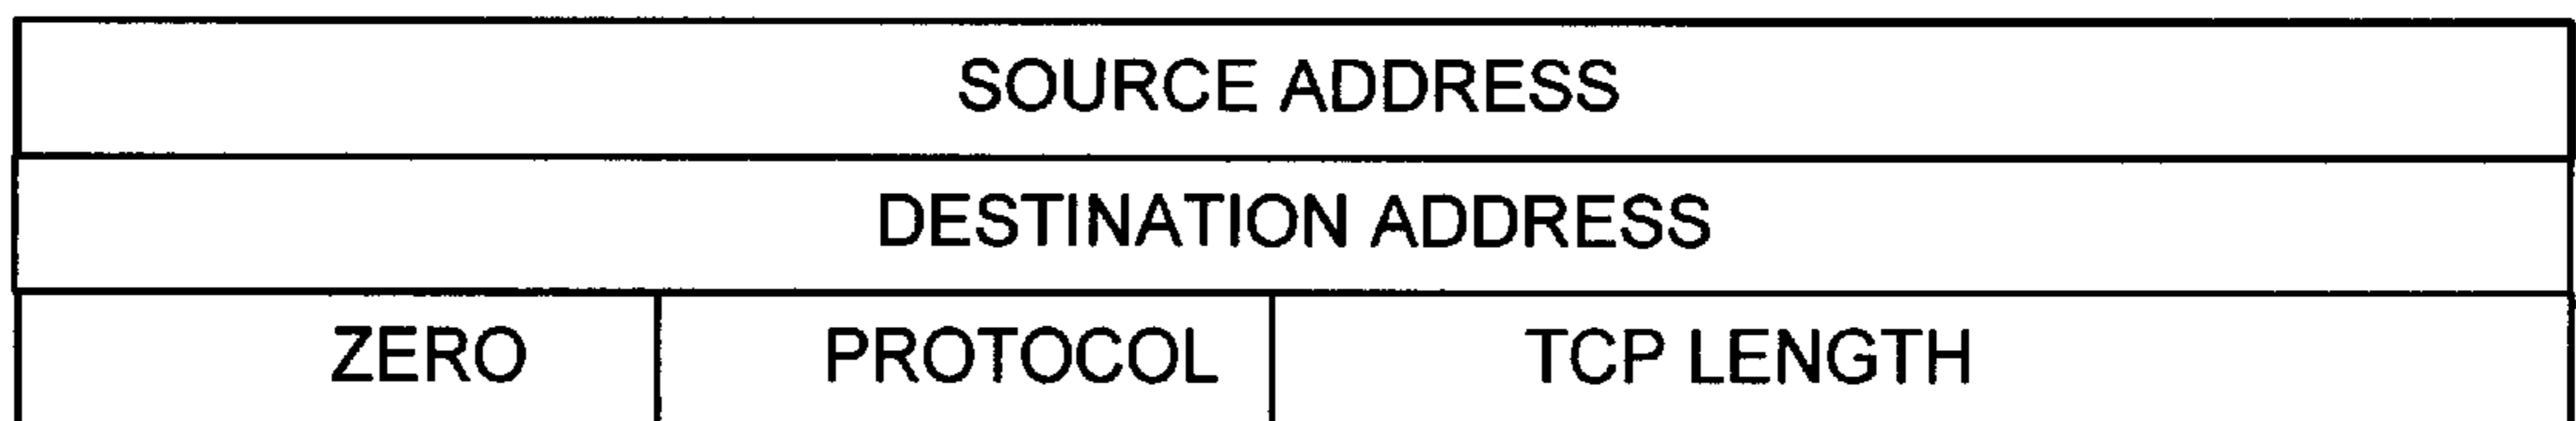 SOURCE ADDRESS
DESTINATION ADDRESS
ZERO PROTOCOL TCP LENGTH